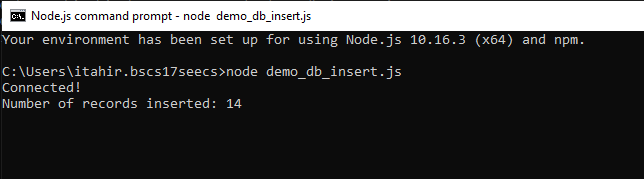 Node.js command prompt - node demo_db_insert.js
Your environment has been set up for using Node.js 10.16.3 (x64) and npm.
C:\Users\itahir.bscs17seecs>node demo_db_insert.js
Connected!
Number of records inserted: 14